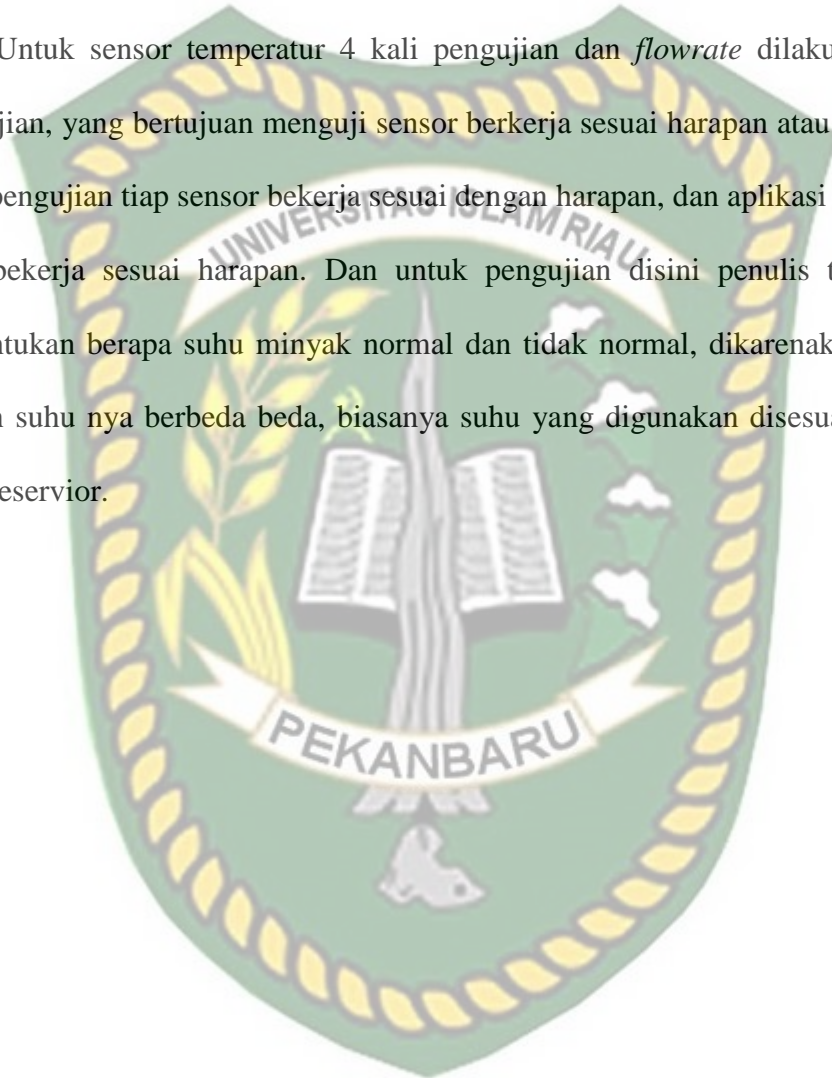 Untuk sensor temperatur 4 kali pengujian dan flowrate dilaku
jian, yang bertujuan menguji sensor berkerja sesuai harapan atau
pengujian tiap sensor bekerja sesuai dengan harapan, dan aplikasi
UNIVERSITAS ISLAM RIAU
bekerja sesuai harapan. Dan untuk pengujian disini penulis t
ntukan berapa suhu minyak normal dan tidak normal, dikarenak
n suhu nya berbeda beda, biasanya suhu yang digunakan disesua
eservior.
PEKANBARU